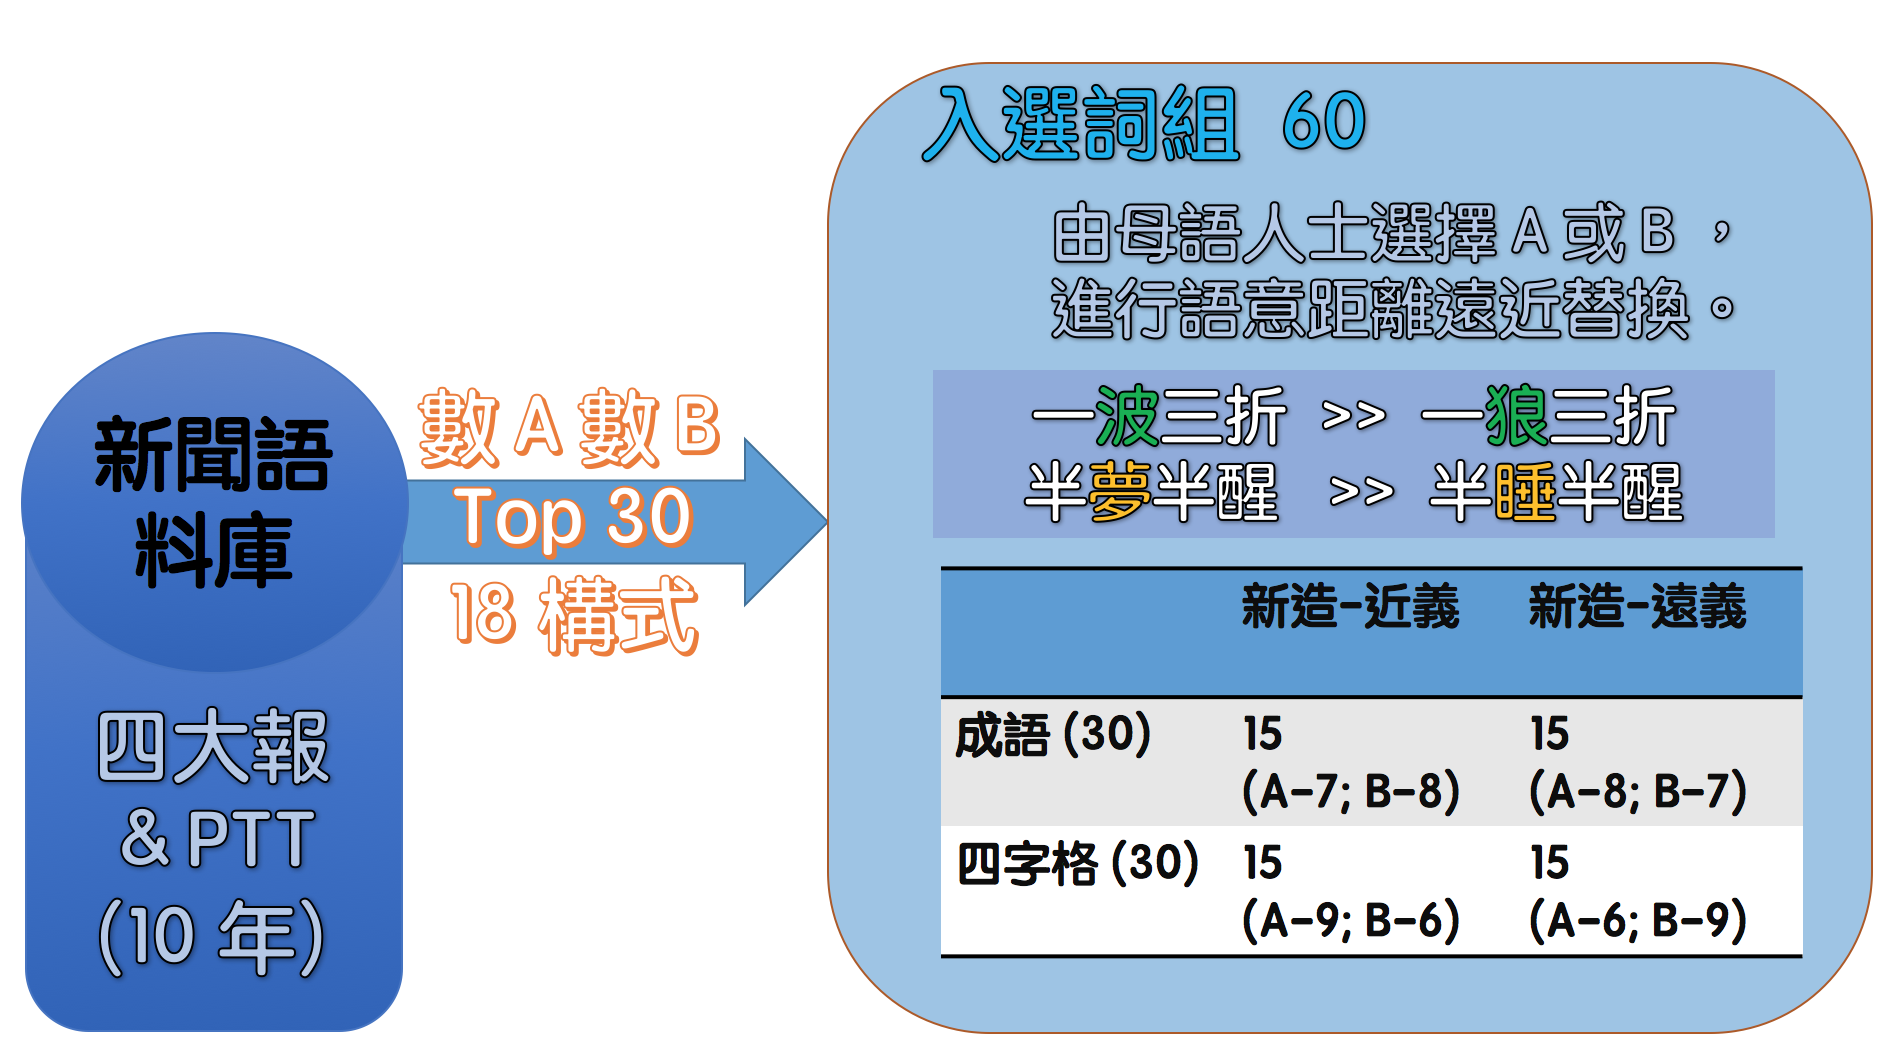 新聞語
料庫
四大報
& PTT
(10 年)
數 A 數 B
Top 30
18 構式
入選詞組 60
由母語人士選擇 A 或 B ，
進行語意距離遠近替換。
一波三折 >> 一狼三折
半夢半醒 >> 半睡半醒
新造-近義 新造-遠義
成語 (30) 15 15
(A-7; B-8) (A-8; B-7)
四字格 (30) 15 15
(A-9; B-6) (A-6; B-9)